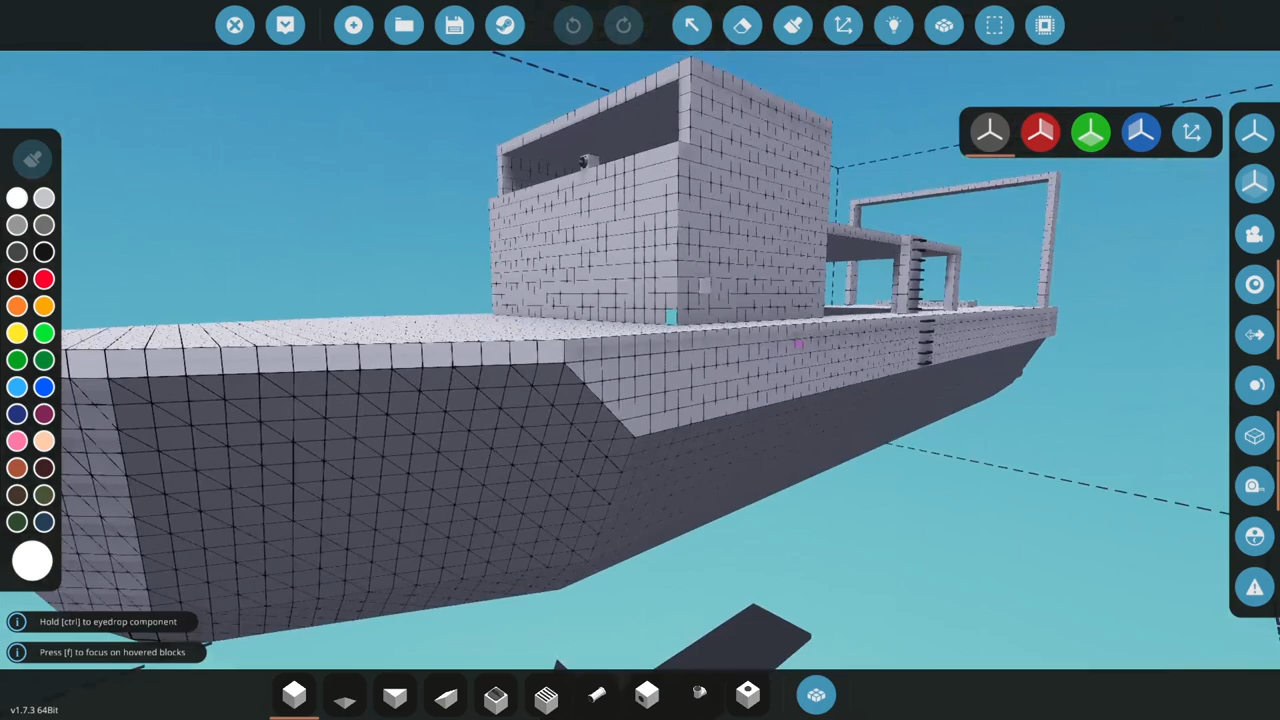 Hold [ctrl] to eyedrop component
Press [f] to focus on hovered blocks
v1.7.3 64Bit